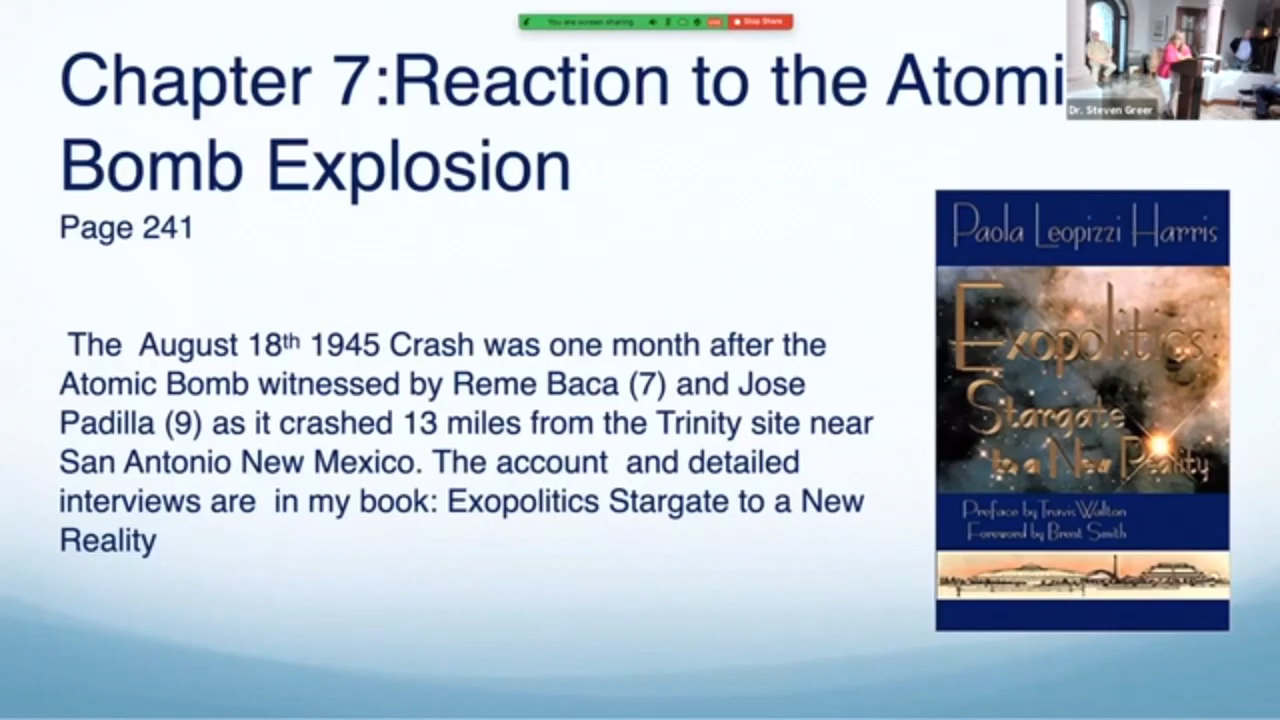 You are screen sharing
Stop Share
Dr. Steven Greer
Chapter 7:Reaction to the Atomi
Bomb Explosion
Page 241
The  August 18th 1945 Crash was one month after the
Atomic Bomb witnessed by Reme Baca (7) and Jose
Padilla (9) as it crashed 13 miles from the Trinity site near
San Antonio New Mexico. The account  and detailed
interviews are  in my book: Exopolitics Stargate to a New
Reality
Paola Leopizzi Harris
Exopolitics
Stargate
to a New Reality
Preface by Travis Walton
Foreword by Brent Smith